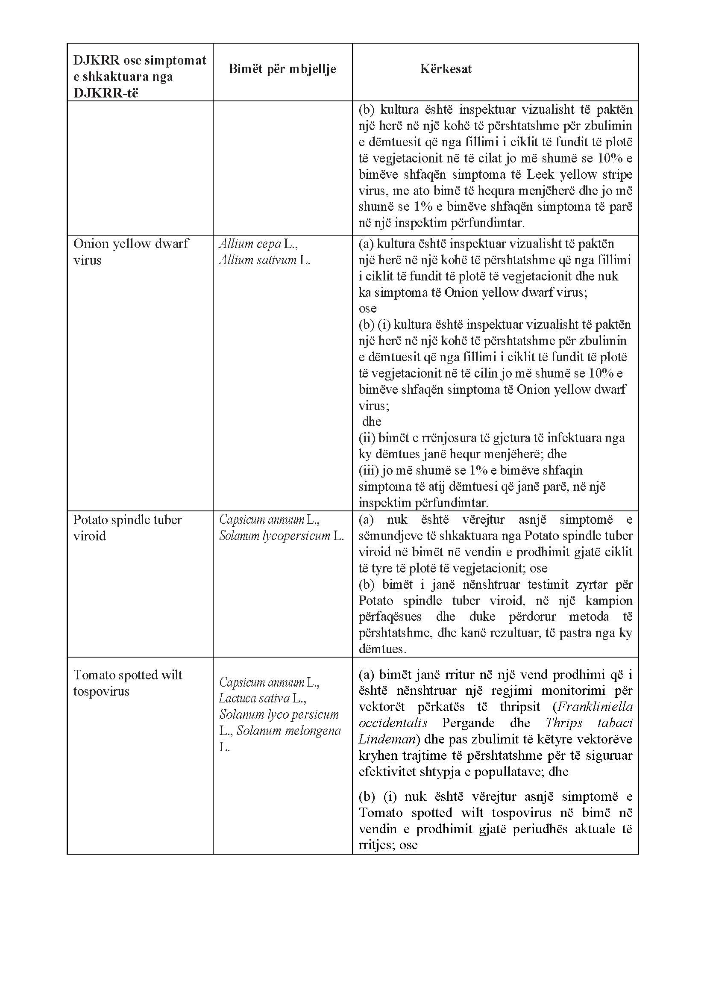 DJKRR ose simptomat
e shkaktuara nga
DJKRR-të
Bimët për mbjellje
Kërkesat
(b) kultura është inspektuar vizualisht të paktën
një herë në një kohë të përshtatshme për zbulimin
e dëmtuesit që nga fillimi i ciklit të fundit të plotë
të vegjetacionit në të cilat jo më shumë se 10% e
bimëve shfaqën simptoma të Leek yellow stripe
virus, me ato bimë të hequra menjëherë dhe jo më
shumë se 1% e bimëve shfaqën simptoma të parë
në një inspektim përfundimtar.
Onion yellow dwarf
virus
Allium cepa L.,
Allium sativum L.
(a) kultura është inspektuar vizualisht të paktën
një herë në një kohë të përshtatshme që nga fillimi
i ciklit të fundit të plotë të vegjetacionit dhe nuk
ka simptoma të Onion yellow dwarf virus;
ose
(b) (i) kultura është inspektuar vizualisht të paktën
një herë në një kohë të përshtatshme për zbulimin
e dëmtuesit që nga fillimi i ciklit të fundit të plotë
të vegjetacionit në të cilin jo më shumë se 10% e
bimëve shfaqën simptoma të Onion yellow dwarf
virus;
dhe
(ii) bimët e rrënjosura të gjetura të infektuara nga
ky dëmtues janë hequr menjëherë; dhe
(iii) jo më shumë se 1% e bimëve shfaqin
simptoma të atij dëmtuesi që janë parë, në një
inspektim përfundimtar.
Potato spindle tuber
viroid
Capsicum annuum L.,
Solanum lycopersicum L.
(a) nuk është vërejtur asnjë simptomë e
sëmundjeve të shkaktuara nga Potato spindle tuber
viroid në bimët në vendin e prodhimit gjatë ciklit
të tyre të plotë të vegjetacionit; ose
(b) bimët i janë nënshtruar testimit zyrtar për
Potato spindle tuber viroid, në një kampion
përfaqësues dhe duke përdorur metoda të
përshtatshme, dhe kanë rezultuar, të pastra nga ky
dëmtues.
Tomato spotted wilt
tospovirus
Capsicum annuum L.,
Lactuca sativa L.,
Solanum lyco persicum
L., Solanum melongena
L.
(a) bimët janë rritur në një vend prodhimi që i
është nënshtruar një regjimi monitorimi për
vektorët përkatës të thripsit (Frankliniella
occidentalis Pergande dhe Thrips tabaci
Lindeman) dhe pas zbulimit të këtyre vektorëve
kryhen trajtime të përshtatshme për të siguruar
efektivitet shtypja e popullatave; dhe
(b) (i) nuk është vërejtur asnjë simptomë e
Tomato spotted wilt tospovirus në bimë në
vendin e prodhimit gjatë periudhës aktuale të
rritjes; ose